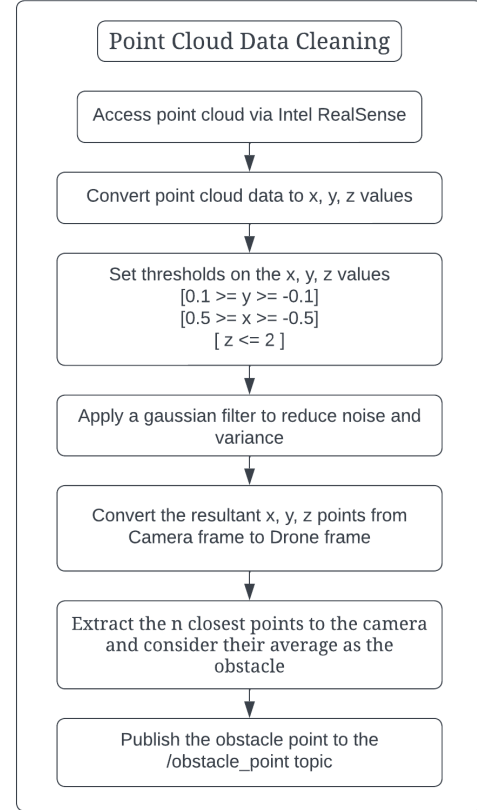 Point Cloud Data Cleaning
Access point cloud via Intel RealSense
Convert point cloud data to x, y, z values
Set thresholds on the x, y, z values
[0.1 >= y >= -0.1]
[0.5 >= x >= -0.5]
[ z <= 2 ]
Apply a gaussian filter to reduce noise and
variance
Convert the resultant x, y, z points from
Camera frame to Drone frame
Extract the n closest points to the camera
and consider their average as the
obstacle
Publish the obstacle point to the
/obstacle_point topic